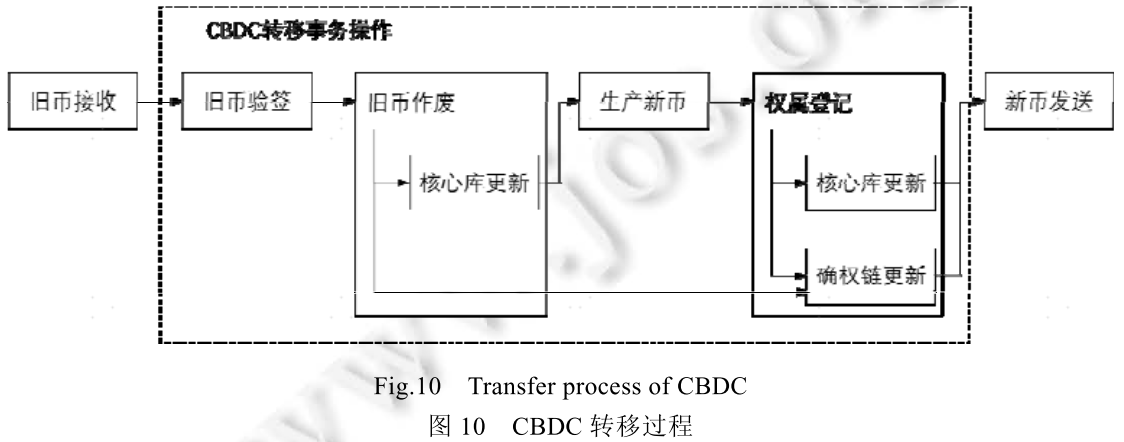 CBDC转移事务操作
旧币接收
旧币验签
旧币作废
核心库更新
生产新币
权属登记
核心库更新
确权链更新
新币发送
Fig.10 Transfer process of CBDC
图 10 CBDC 转移过程